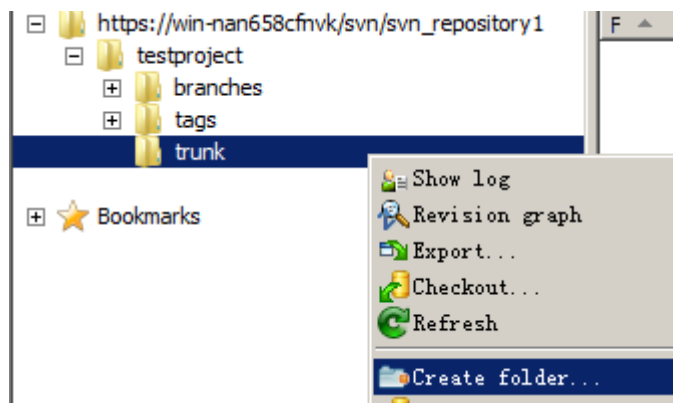 https://win-nan658cfnvk/svn/svn_repository1
F
testproject
branches
tags
trunk
Bookmarks
Show log
Revision graph
Export...
Checkout...
Refresh
Create folder...